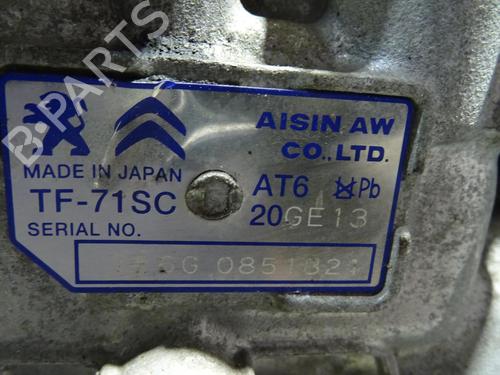 B-PARTS
AISIN AW
CO., LTD.
MADE IN JAPAN
TF-71SC
AT6 Pb
20GE13
SERIAL NO.
0851821